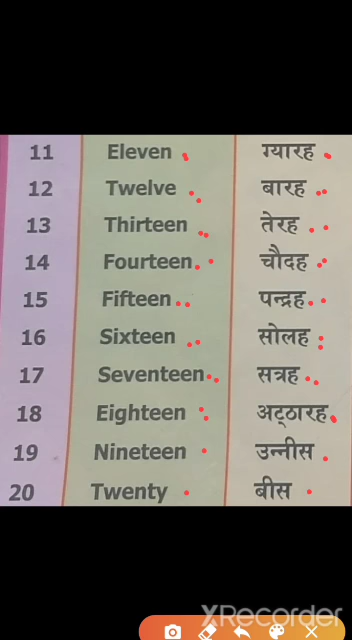 11 Eleven ग्यारह
12 Twelve बारह
13 Thirteen तेरह
14 Fourteen चौदह
15 Fifteen पन्द्रह
16 Sixteen सोलह
17 Seventeen सत्रह
18 Eighteen अट्ठारह
19 Nineteen उन्नीस
20 Twenty बीस
XRecorder